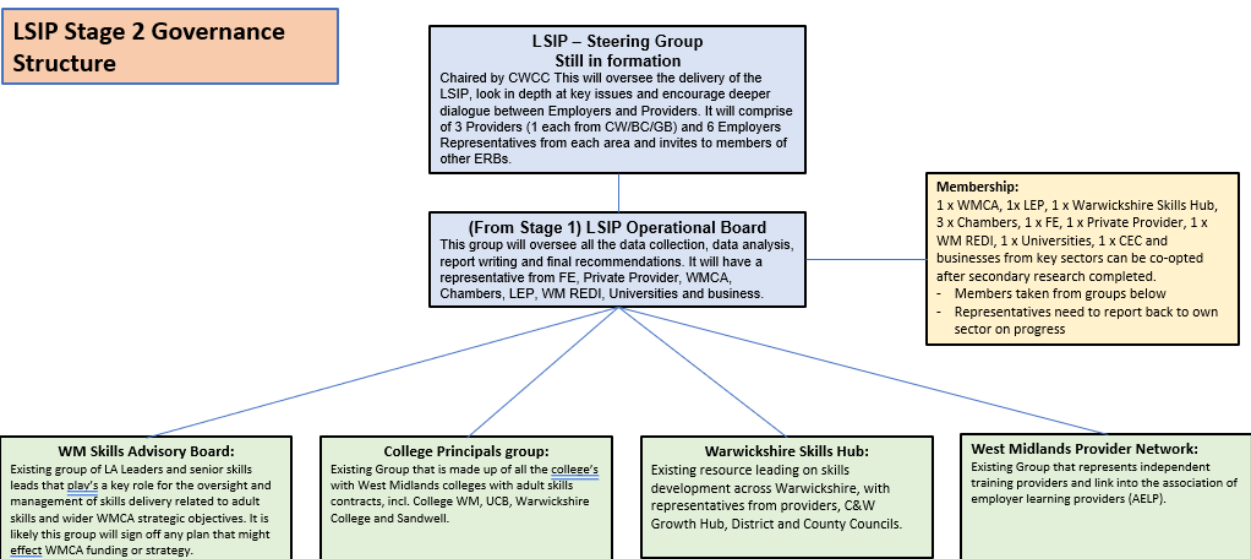 LSIP Stage 2 Governance
Structure
LSIP – Steering Group
Still in formation
Chaired by CWCC This will oversee the delivery of the
LSIP, look in depth at key issues and encourage deeper
dialogue between Employers and Providers. It will comprise
of 3 Providers (1 each from CW/BC/GB) and 6 Employers
Representatives from each area and invites to members of
other ERBs.
(From Stage 1) LSIP Operational Board
This group will oversee all the data collection, data analysis,
report writing and final recommendations. It will have a
representative from FE, Private Provider, WMCA,
Chambers, LEP, WM REDI, Universities and business.
Membership:
1 x WMCA, 1x LEP, 1 x Warwickshire Skills Hub,
3 x Chambers, 1 x FE, 1 x Private Provider, 1 x
WM REDI, 1 x Universities, 1 x CEC and
businesses from key sectors can be co-opted
after secondary research completed.
- Members taken from groups below
- Representatives need to report back to own
sector on progress
WM Skills Advisory Board:
Existing group of LA Leaders and senior skills
leads that play's a key role for the oversight and
management of skills delivery related to adult
skills and wider WMCA strategic objectives. It is
likely this group will sign off any plan that might
effect WMCA funding or strategy.
College Principals group:
Existing Group that is made up of all the college's
with West Midlands colleges with adult skills
contracts, incl. College WM, UCB, Warwickshire
College and Sandwell.
Warwickshire Skills Hub:
Existing resource leading on skills
development across Warwickshire, with
representatives from providers, C&W
Growth Hub, District and County Councils.
West Midlands Provider Network:
Existing Group that represents independent
training providers and link into the association of
employer learning providers (AELP).